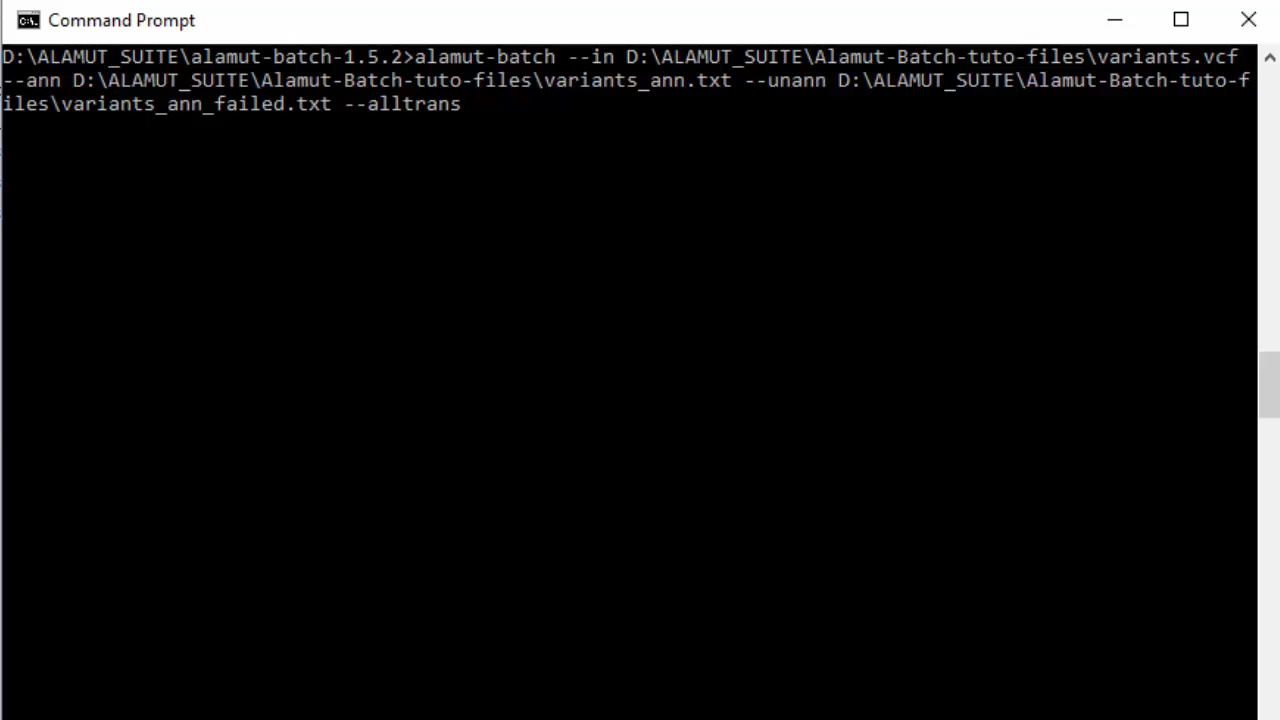 Command Prompt
D:\ALAMUT_SUITE\alamut-batch-1.5.2>alamut-batch --in D:\ALAMUT_SUITE\Alamut-Batch-tuto-files\variants.vcf
--ann D:\ALAMUT_SUITE\Alamut-Batch-tuto-files\variants_ann.txt --unann D:\ALAMUT_SUITE\Alamut-Batch-tuto-f
iles\variants_ann_failed.txt --alltrans